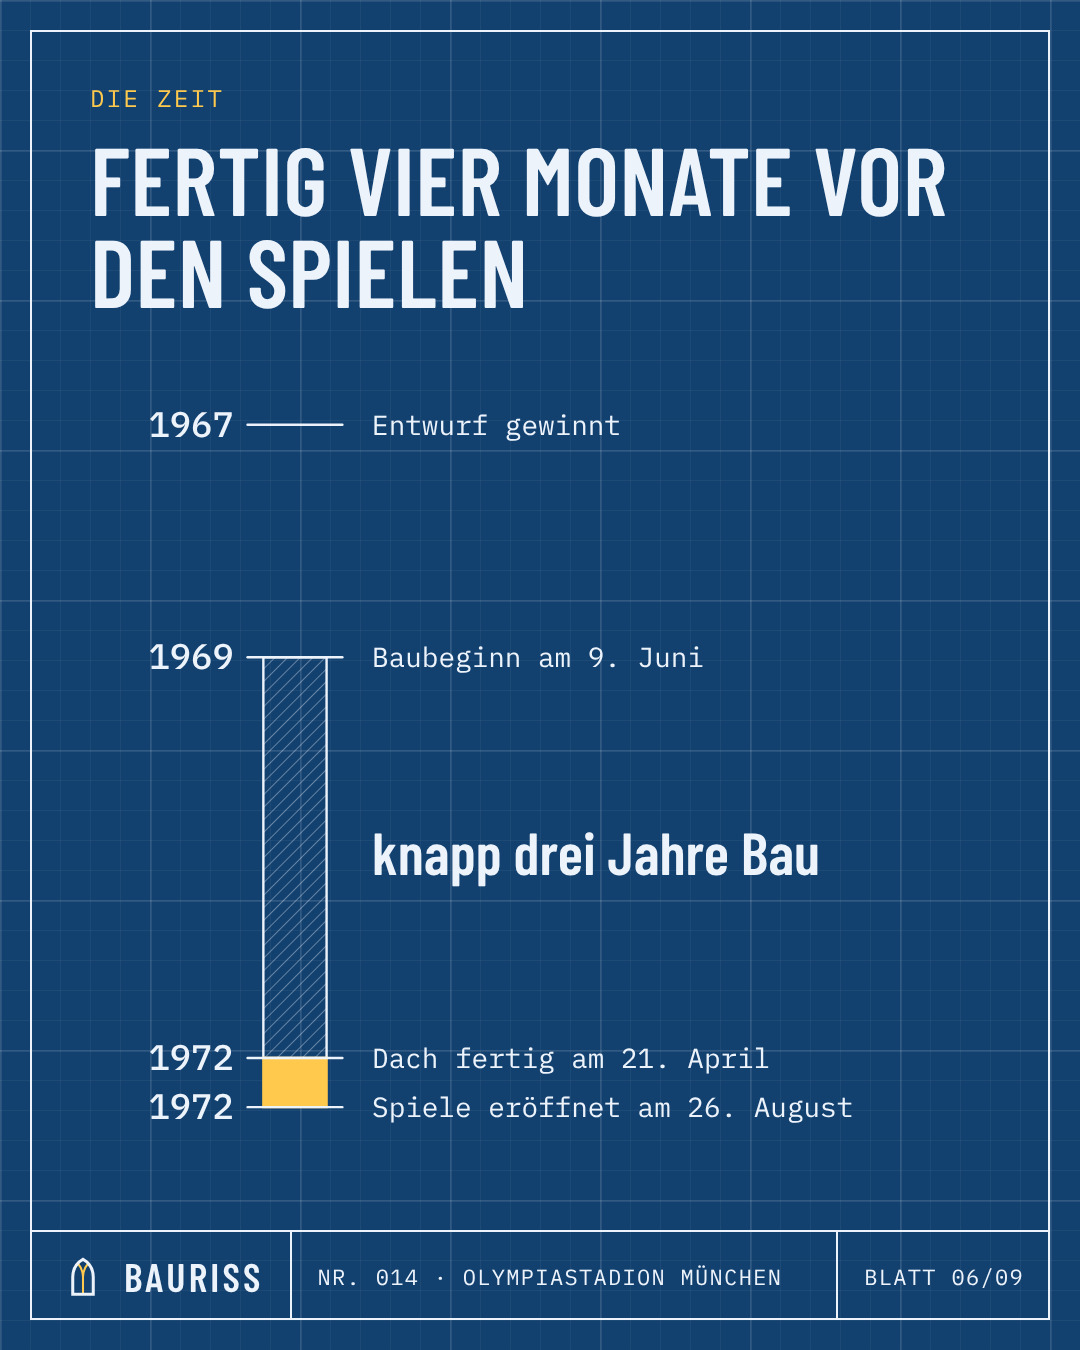 DIE ZEIT
FERTIG VIER MONATE VOR
DEN SPIELEN
1967 Entwurf gewinnt
1969 Baubeginn am 9. Juni
knapp drei Jahre Bau
1972 Dach fertig am 21. April
1972 Spiele eröffnet am 26. August
BAURISS
NR. 014 · OLYMPIASTADION MÜNCHEN
BLATT 06/09